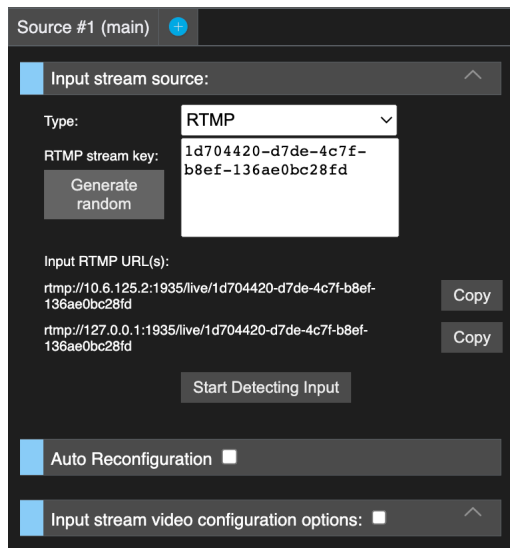 Source #1 (main)
Input stream source:
Type:
RTMP
RTMP stream key:
1d704420-d7de-4c7f-
b8ef-136ae0bc28fd
Generate
random
Input RTMP URL(s):
rtmp://10.6.125.2:1935/live/1d704420-d7de-4c7f-b8ef-
136ae0bc28fd
Copy
rtmp://127.0.0.1:1935/live/1d704420-d7de-4c7f-b8ef-
136ae0bc28fd
Copy
Start Detecting Input
Auto Reconfiguration
Input stream video configuration options: